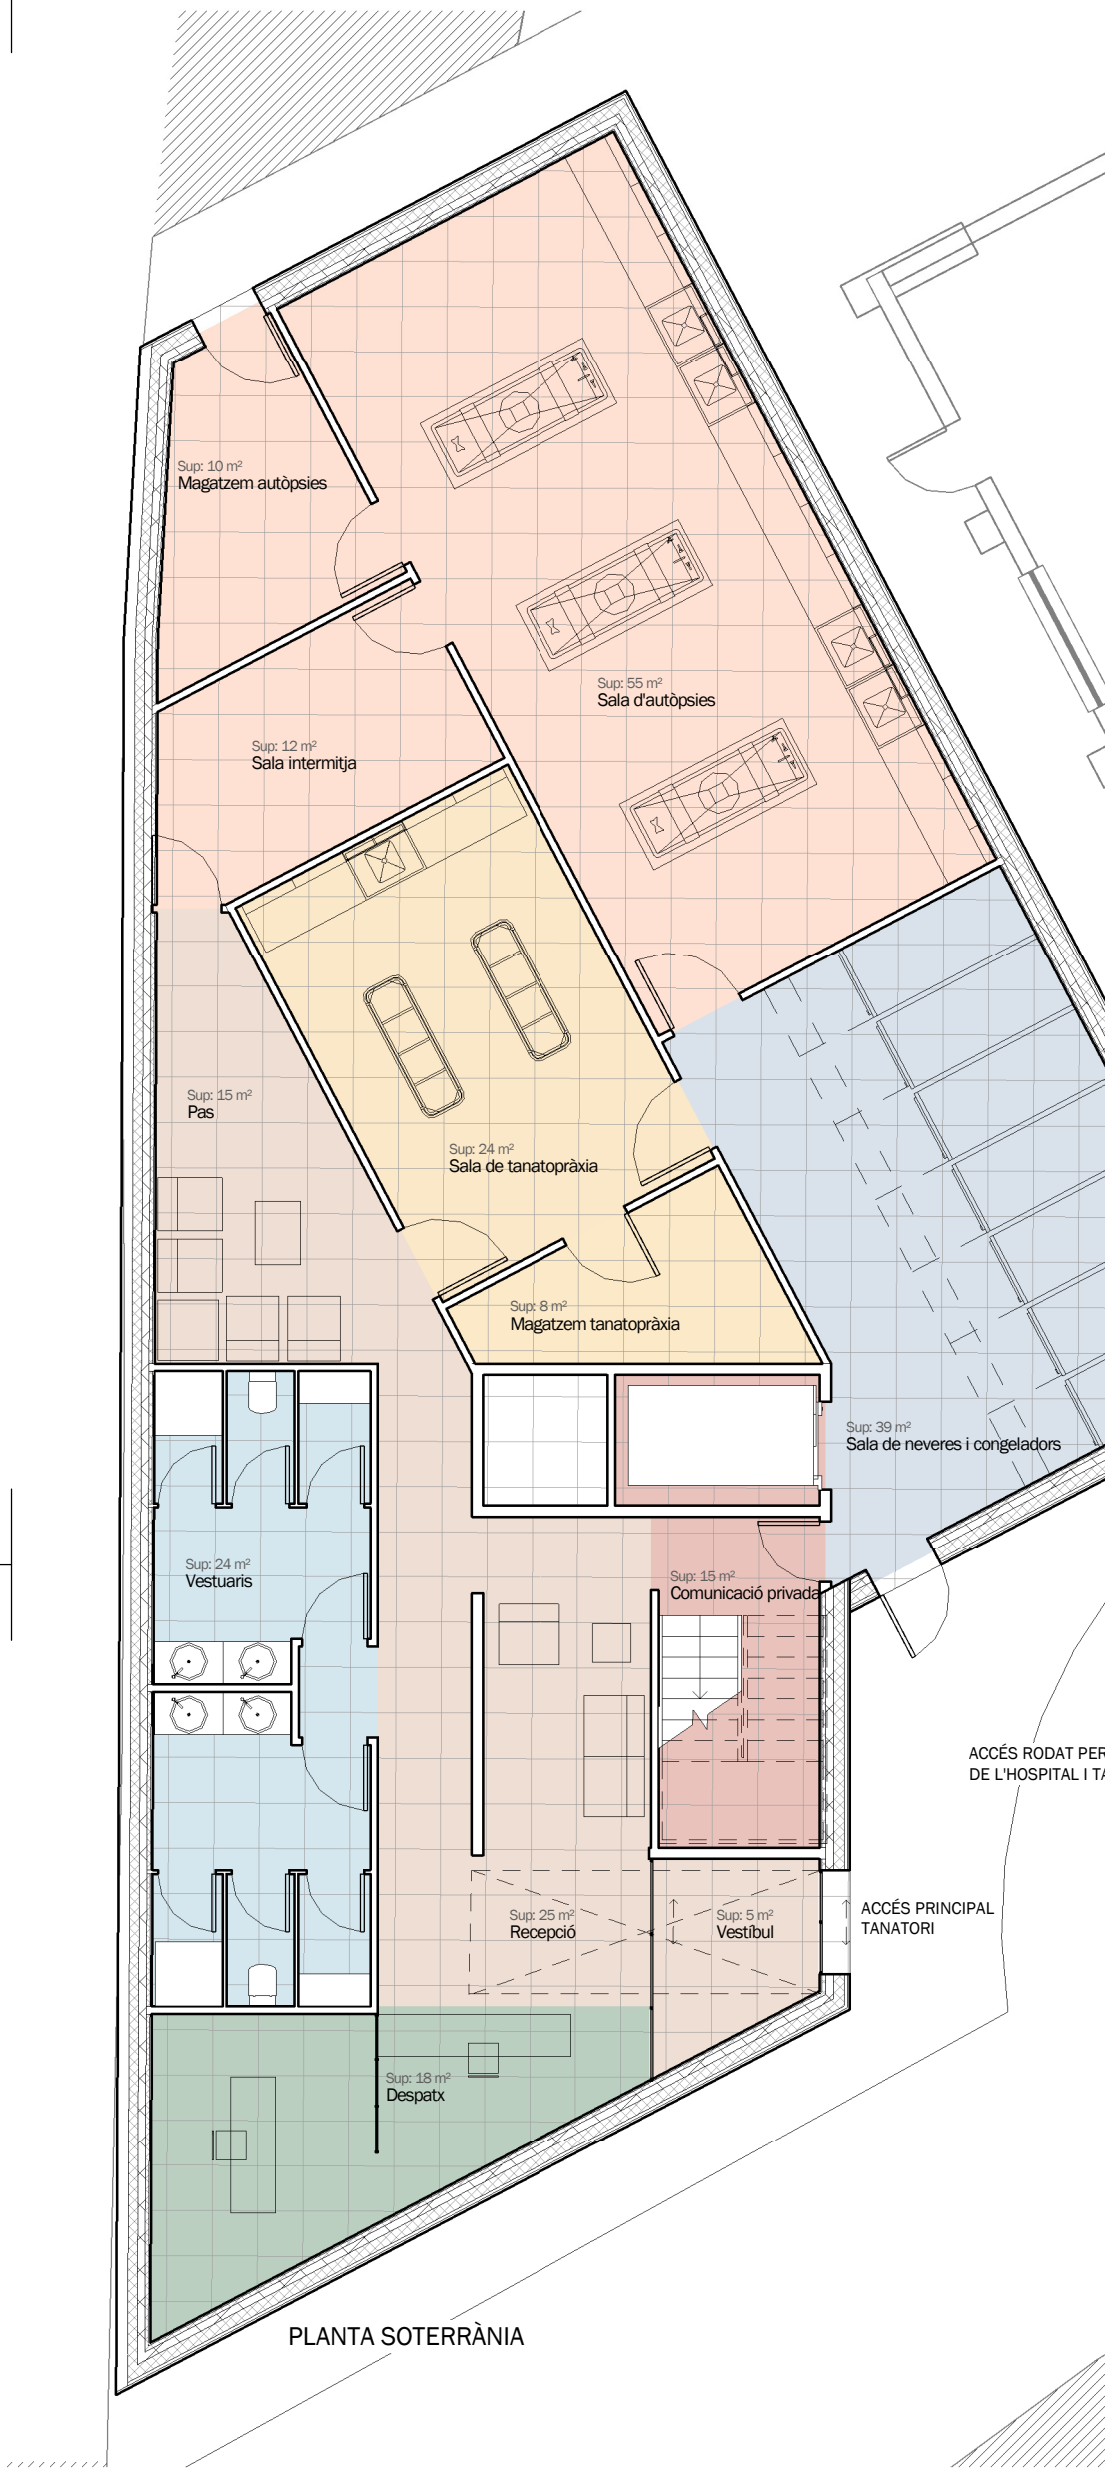 Sup: 10 m²
Magatzem autòpsies
Sup: 55 m²
Sala d'autòpsies
Sup: 12 m²
Sala intermitja
Sup: 15 m²
Pas
Sup: 24 m²
Sala de tanatopràxia
Sup: 8 m²
Magatzem tanatopràxia
Sup: 39 m²
Sala de neveres i congeladors
Sup: 24 m²
Vestuaris
Sup: 15 m²
Comunicació privada
ACCÉS RODAT PER
DE L'HOSPITAL I TA
Sup: 25 m²
Recepció
Sup: 5 m²
Vestíbul
ACCÉS PRINCIPAL
TANATORI
Sup: 18 m²
Despatx
PLANTA SOTERRÀNIA